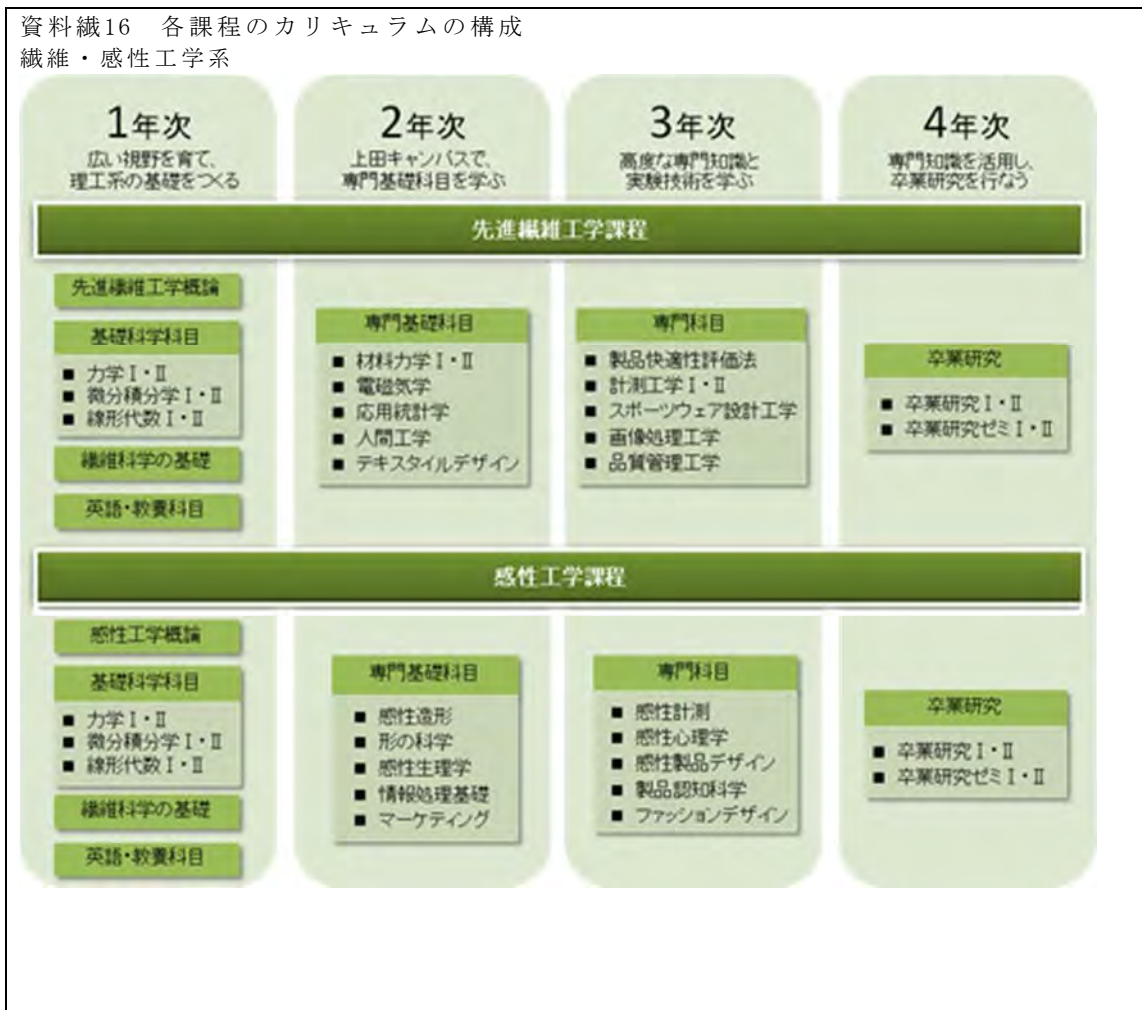 資料繊16　各課程のカリキュラムの構成
繊維・感性工学系
1年次
広い視野を育て、
理工系の基礎をつくる
2年次
上田キャンパスで、
専門基礎科目を学ぶ
3年次
高度な専門知識と
実験技術を学ぶ
4年次
専門知識を活用し、
卒業研究を行なう
先進繊維工学課程
先進繊維工学概論
基礎科学科目
■ 力学Ⅰ・Ⅱ
■ 微分積分学Ⅰ・Ⅱ
■ 線形代数Ⅰ・Ⅱ
繊維科学の基礎
英語・教養科目
専門基礎科目
■ 材料力学Ⅰ・Ⅱ
■ 電磁気学
■ 応用統計学
■ 人間工学
■ テキスタイルデザイン
専門科目
■ 製品快適性評価法
■ 計測工学Ⅰ・Ⅱ
■ スポーツウェア設計工学
■ 画像処理工学
■ 品質管理工学
卒業研究
■ 卒業研究Ⅰ・Ⅱ
■ 卒業研究ゼミⅠ・Ⅱ
感性工学課程
感性工学概論
基礎科学科目
■ 力学Ⅰ・Ⅱ
■ 微分積分学Ⅰ・Ⅱ
■ 線形代数Ⅰ・Ⅱ
繊維科学の基礎
英語・教養科目
専門基礎科目
■ 感性造形
■ 形の科学
■ 感性生理学
■ 情報処理基礎
■ マーケティング
専門科目
■ 感性計測
■ 感性心理学
■ 感性製品デザイン
■ 製品認知科学
■ ファッションデザイン
卒業研究
■ 卒業研究Ⅰ・Ⅱ
■ 卒業研究ゼミⅠ・Ⅱ